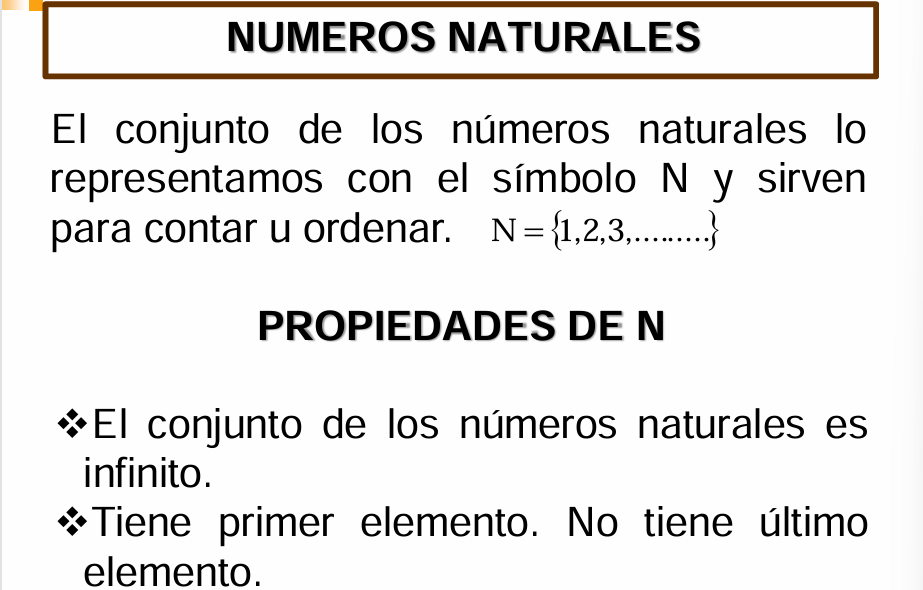 NUMEROS NATURALES
El conjunto de los números naturales lo
representamos con el símbolo N y sirven
para contar u ordenar. N = {1,2,3,.........}
PROPIEDADES DE N
❖El conjunto de los números naturales es
infinito.
❖Tiene primer elemento. No tiene último
elemento.